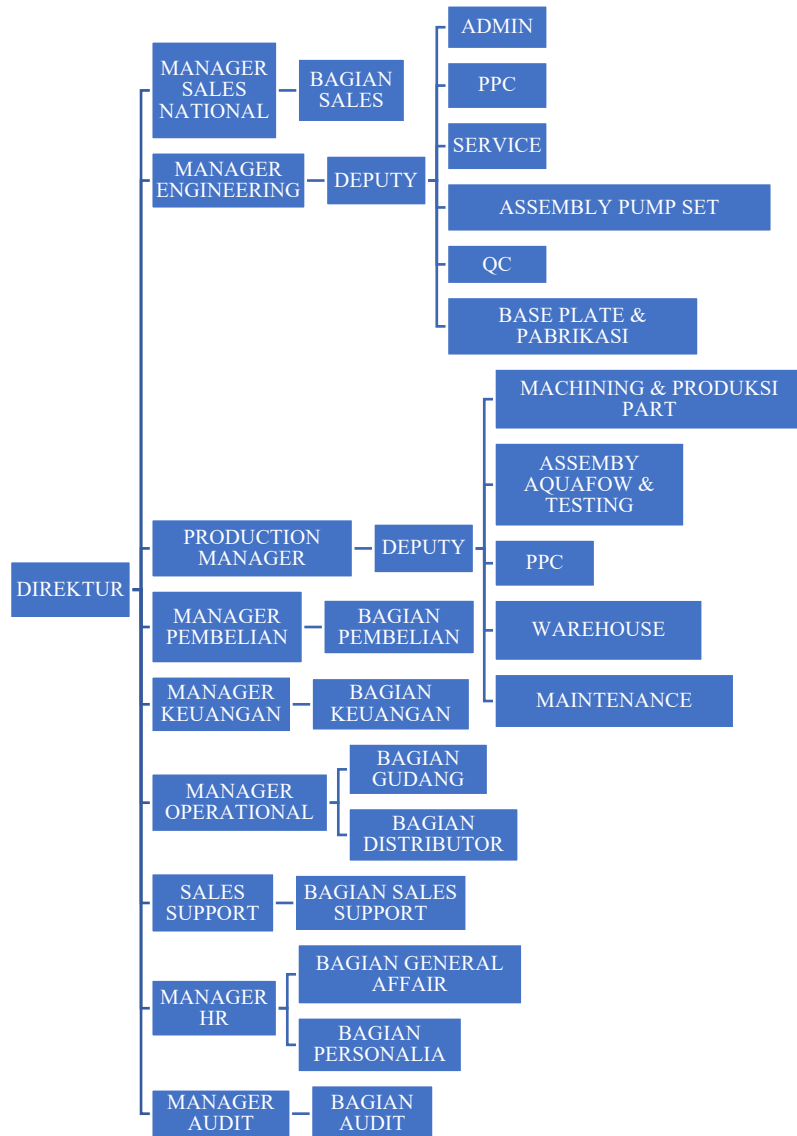 DIREKTUR
MANAGER
SALES
NATIONAL
BAGIAN
SALES
MANAGER
ENGINEERING
DEPUTY
ADMIN
PPC
SERVICE
ASSEMBLY PUMP SET
QC
BASE PLATE &
PABRIKASI
PRODUCTION
MANAGER
DEPUTY
MACHINING & PRODUKSI
PART
ASSEMBY
AQUAFOW &
TESTING
PPC
WAREHOUSE
MAINTENANCE
MANAGER
PEMBELIAN
BAGIAN
PEMBELIAN
MANAGER
KEUANGAN
BAGIAN
KEUANGAN
MANAGER
OPERATIONAL
BAGIAN
GUDANG
BAGIAN
DISTRIBUTOR
SALES
SUPPORT
BAGIAN SALES
SUPPORT
MANAGER
HR
BAGIAN GENERAL
AFFAIR
BAGIAN
PERSONALIA
MANAGER
AUDIT
BAGIAN
AUDIT